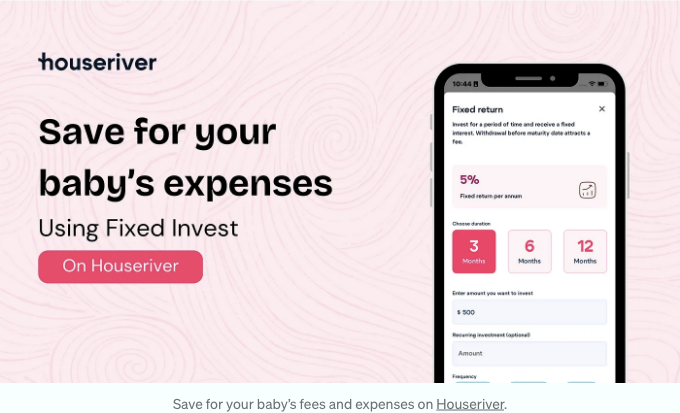 houseriver
Save for your
baby's expenses
Using Fixed Invest
On Houseriver
10:44
Fixed return
Invest for a period of time and receive a fixed
interest. Withdrawal before maturity date attracts a
fee.
5%
Fixed return per annum
Choose duration
3 6 12
Months Months Months
Enter amount you want to invest
$ 500
Recurring investment (optional)
Amount
Frequency
Save for your baby's fees and expenses on Houseriver.